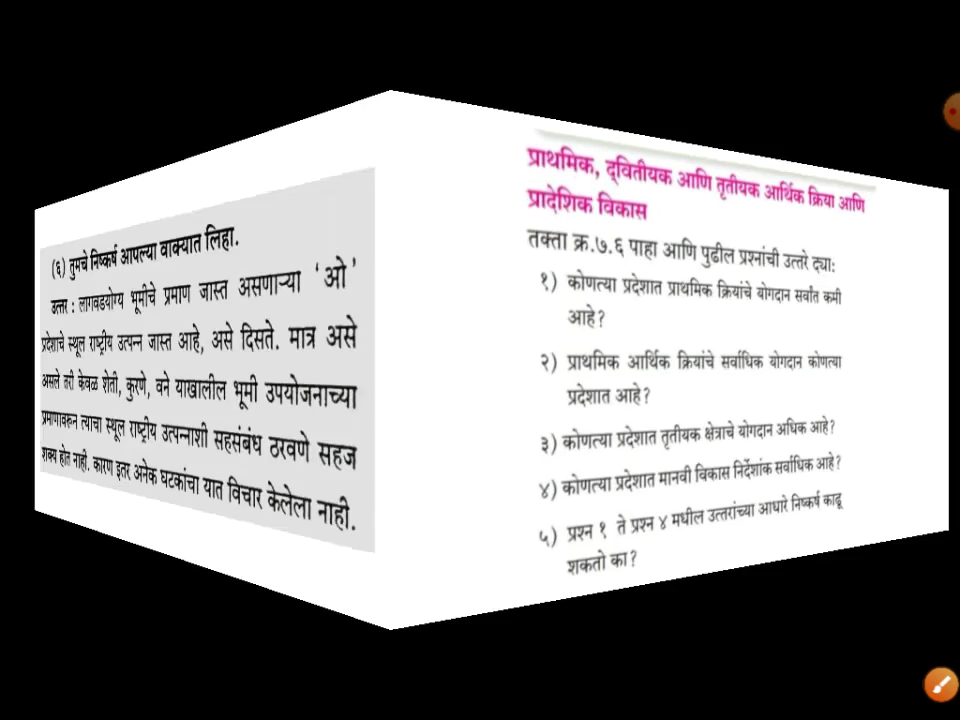 (६) तुमचे निष्कर्ष आपल्या वाक्यात लिहा.
उत्तर : लागवडयोग्य भूमीचे प्रमाण जास्त असणाऱ्या ‘ओ’
प्रदेशाचे स्थूल राष्ट्रीय उत्पन्न जास्त आहे, असे दिसते. मात्र असे
असले तरी केवळ शेती, कुरणे, वने याखालील भूमी उपयोजनाच्या
प्रमाणावरून त्याचा स्थूल राष्ट्रीय उत्पन्नाशी सहसंबंध ठरवणे सहज
शक्य होत नाही. कारण इतर अनेक घटकांचा यात विचार केलेला नाही.
प्राथमिक, द्‌वितीयक आणि तृतीयक आर्थिक क्रिया आणि
प्रादेशिक विकास
तक्ता क्र.७.६ पाहा आणि पुढील प्रश्नांची उत्तरे द्या:
१) कोणत्या प्रदेशात प्राथमिक क्रियांचे योगदान सर्वांत कमी
आहे?
२) प्राथमिक आर्थिक क्रियांचे सर्वाधिक योगदान कोणत्या
प्रदेशात आहे?
३) कोणत्या प्रदेशात तृतीयक क्षेत्राचे योगदान अधिक आहे?
४) कोणत्या प्रदेशात मानवी विकास निर्देशांक सर्वाधिक आहे?
५) प्रश्न १ ते प्रश्न ४ मधील उत्तरांच्या आधारे निष्कर्ष काढू
शकतो का?